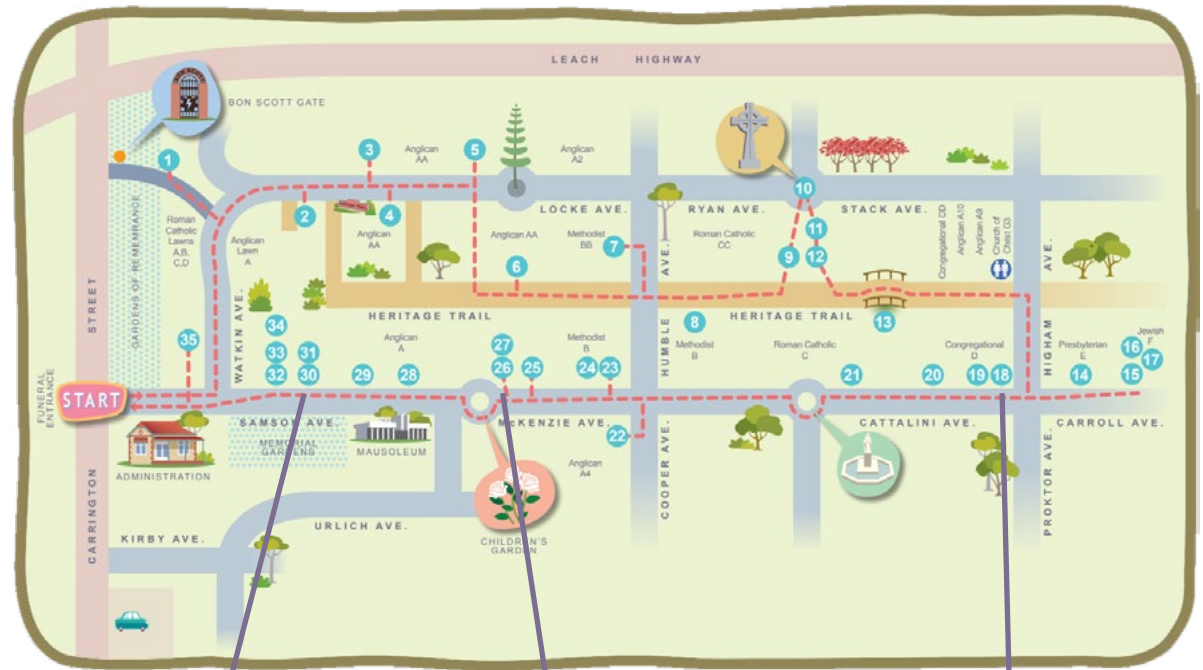 LEACH HIGHWAY
BON SCOTT
BON SCOTT GATE
1
3
Anglican
AA
5
Anglican
A2
10
2
4
LOCKE AVE.
RYAN AVE.
STACK AVE.
Roman
Catholic
Lawns
A,B,
C,D
Anglican
Lawn
A
Anglican
AA
Anglican AA
Methodist
BB
7
Roman Catholic
CC
11
9
12
Congregational DD
Anglican A10
Anglican A9
Church of
Christ G3
6
GARDENS OF REMEMBRANCE
STREET
WATKIN AVE.
HUMBLE AVE.
HIGHAM AVE.
HERITAGE TRAIL
HERITAGE TRAIL
13
34
33
32
31
30
35
Anglican
A
29
28
27
26
25
Methodist
B
24
23
8
Methodist
B
Roman Catholic
C
21
20
Congregational
D
19
18
Presbyterian
E
14
Jewish
F
16
17
15
FUNERAL
ENTRANCE
START
SAMSON AVE.
MEMORIAL
GARDENS
MAUSOLEUM
McKENZIE AVE.
22
CATTALINI AVE.
CARROLL AVE.
ADMINISTRATION
Anglican
A4
COOPER AVE.
PROKTOR AVE.
CARRINGTON
URLICH AVE.
KIRBY AVE.
CHILDREN'S
GARDEN